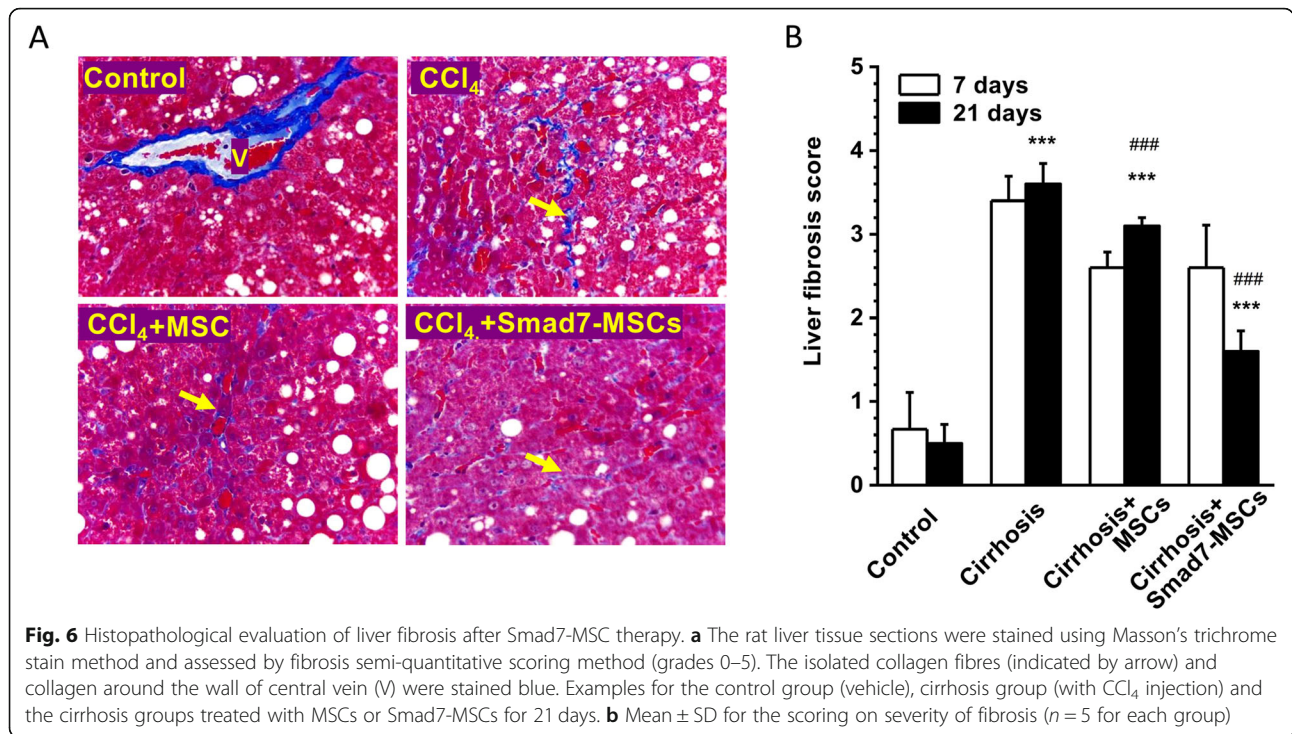 A
Control
V
CCl₄
CCl₄+MSC
CCl₄+Smad7-MSCs
B
5
4
3
2
1
0
Liver fibrosis score
7 days
21 days
***
###
***
###
***
Control
Cirrhosis
Cirrhosis+
MSCs
Cirrhosis+
Smad7-MSCs
Fig. 6 Histopathological evaluation of liver fibrosis after Smad7-MSC therapy. a The rat liver tissue sections were stained using Masson’s trichrome
stain method and assessed by fibrosis semi-quantitative scoring method (grades 0–5). The isolated collagen fibres (indicated by arrow) and
collagen around the wall of central vein (V) were stained blue. Examples for the control group (vehicle), cirrhosis group (with CCl₄ injection) and
the cirrhosis groups treated with MSCs or Smad7-MSCs for 21 days. b Mean ± SD for the scoring on severity of fibrosis (n = 5 for each group)